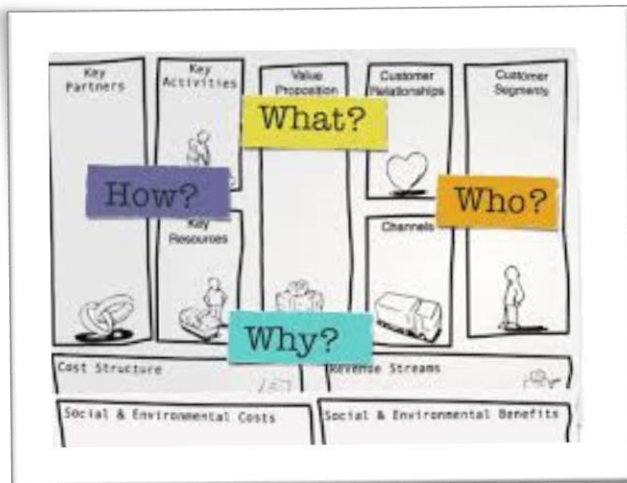 Key
Partners
Key
Activities
Value
Proposition
Customer
Relationships
Customer
Segments
What?
How?
Who?
Key
Resources
Channels
Why?
Cost Structure
Revenue Streams
Social & Environmental Costs
Social & Environmental Benefits